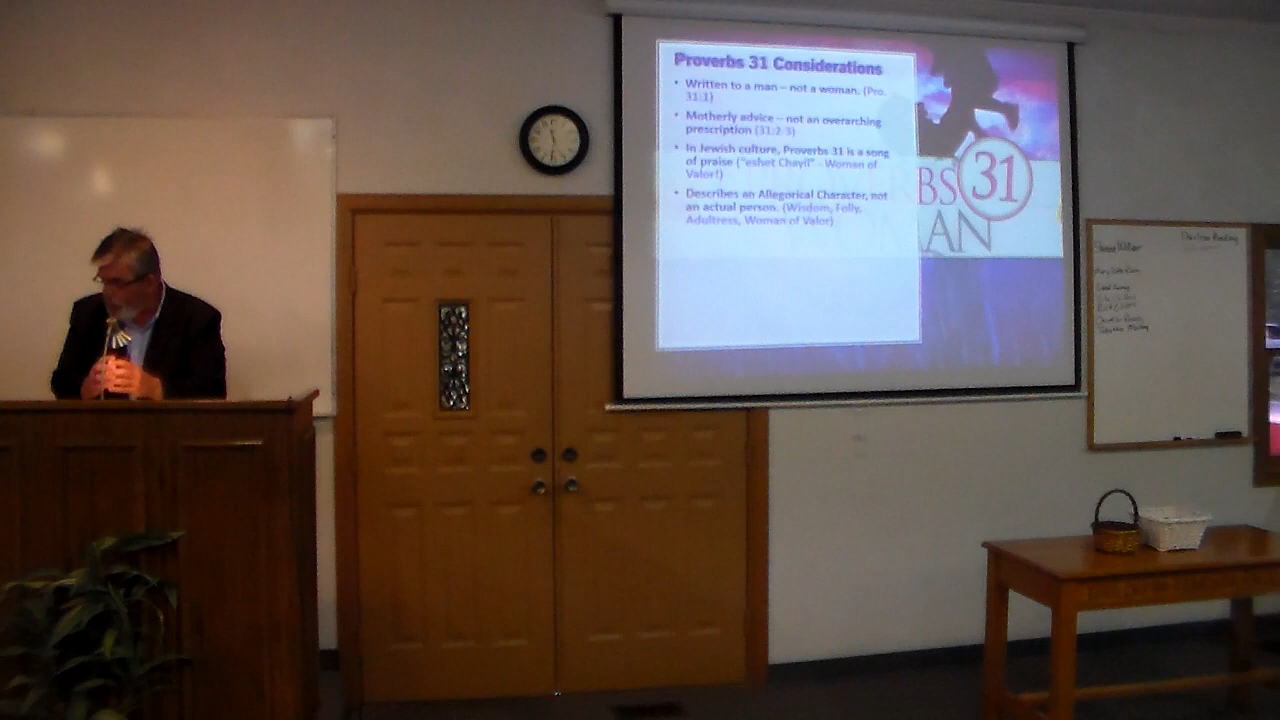 Proverbs 31 Considerations
• Written to a man – not a woman. (Pro.
31:1)
• Motherly advice – not an overarching
prescription (31:2-3)
• In Jewish culture, Proverbs 31 is a song
of praise ("eshet Chayil" - Woman of
Valor!)
• Describes an Allegorical Character, not
an actual person. (Wisdom, Folly,
Adultress, Woman of Valor)
BS 31
AN